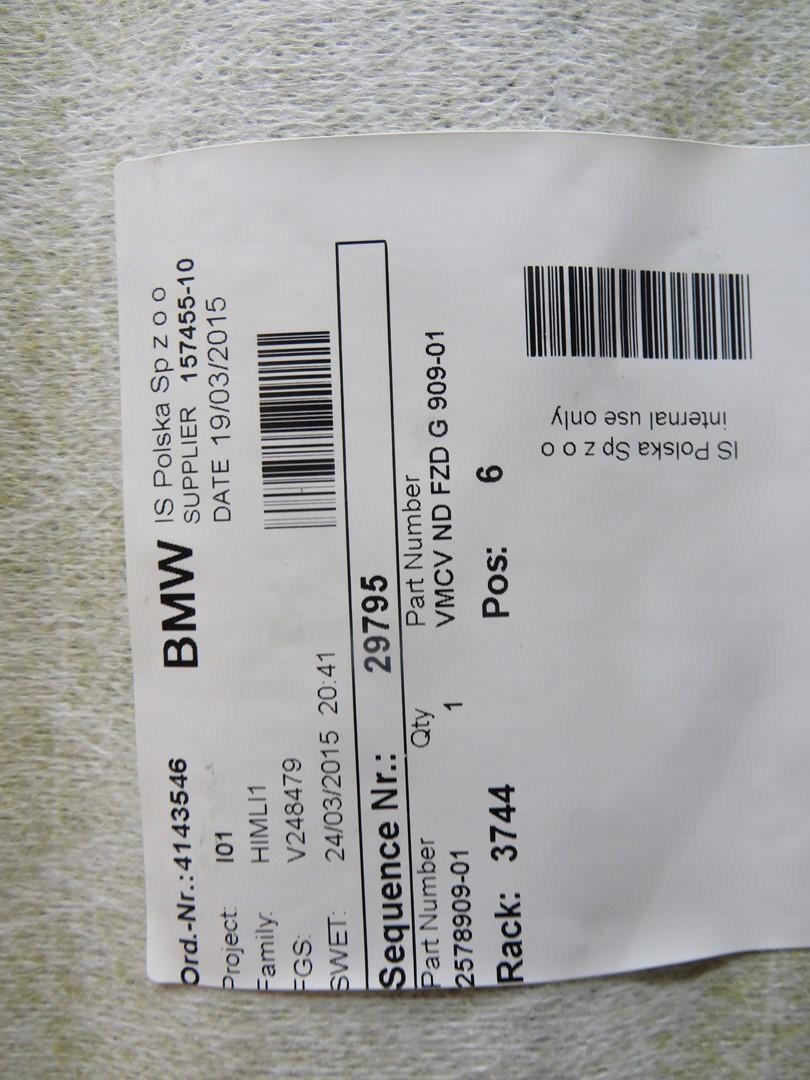 Ord.-Nr.:4143546
BMW
IS Polska Sp z o o
SUPPLIER 157455-10
DATE 19/03/2015
Project: I01
Family: HIMLI1
FGS: V248479
SWET: 24/03/2015 20:41
Sequence Nr.: 29795
Part Number Qty Part Number
2578909-01 1 VMCV ND FZD G 909-01
Rack: 3744 Pos: 6
IS Polska Sp z o o
internal use only